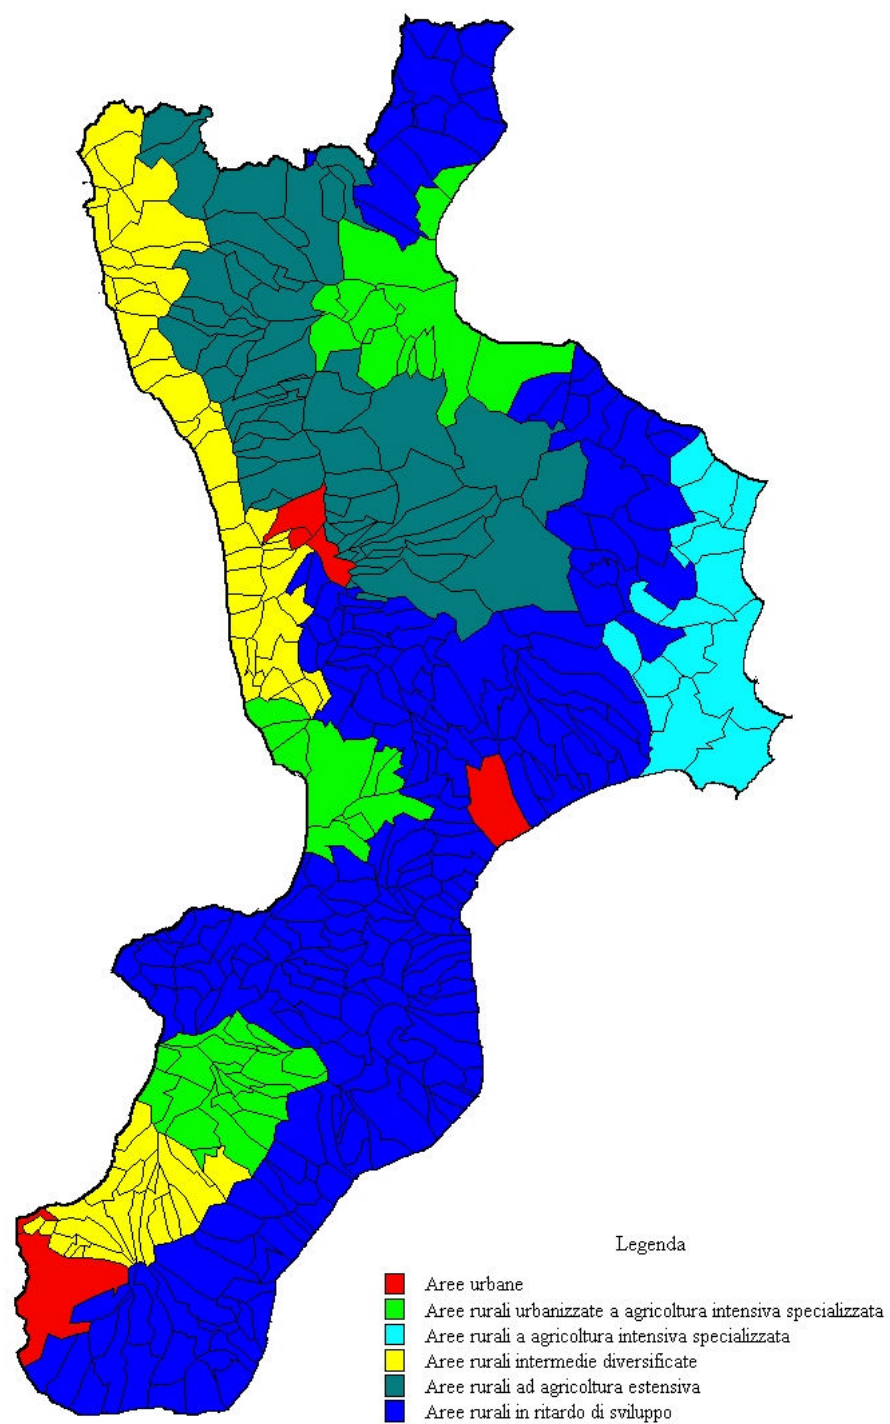 Legenda
Aree urbane
Aree rurali urbanizzate a agricoltura intensiva specializzata
Aree rurali a agricoltura intensiva specializzata
Aree rurali intermedie diversificate
Aree rurali ad agricoltura estensiva
Aree rurali in ritardo di sviluppo